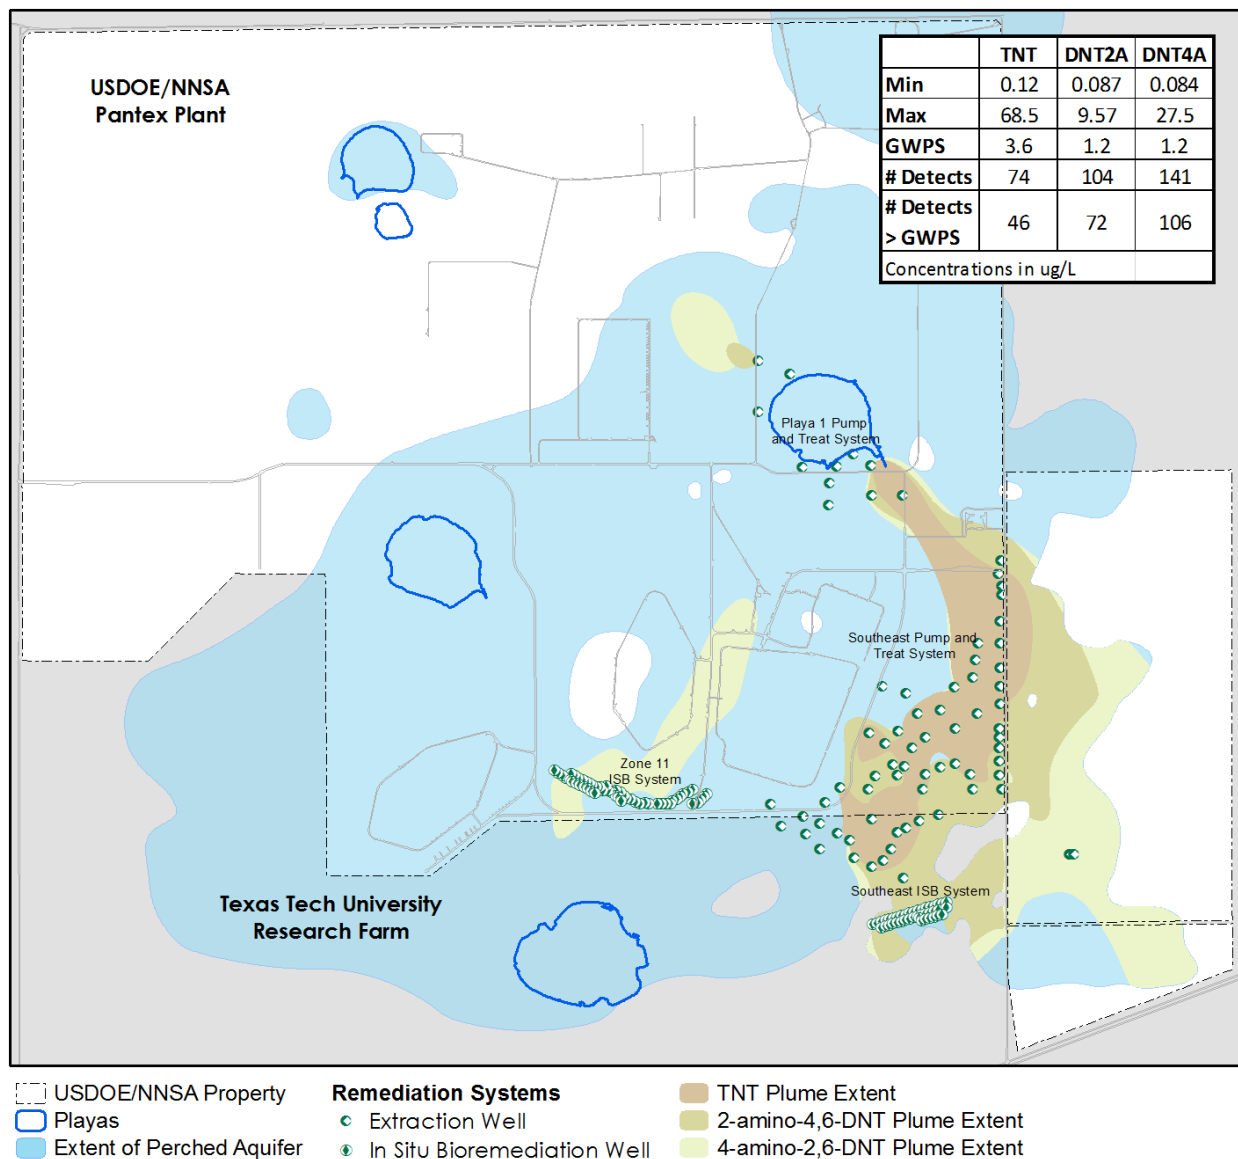 USDOE/NNSA
Pantex Plant
TNT DNT2A DNT4A
Min 0.12 0.087 0.084
Max 68.5 9.57 27.5
GWPS 3.6 1.2 1.2
# Detects 74 104 141
# Detects
> GWPS 46 72 106
Concentrations in ug/L
Playa 1 Pump
and Treat System
Southeast Pump and
Treat System
Zone 11
ISB System
Southeast ISB System
Texas Tech University
Research Farm
USDOE/NNSA Property
Playas
Extent of Perched Aquifer
Remediation Systems
Extraction Well
In Situ Bioremediation Well
TNT Plume Extent
2-amino-4,6-DNT Plume Extent
4-amino-2,6-DNT Plume Extent